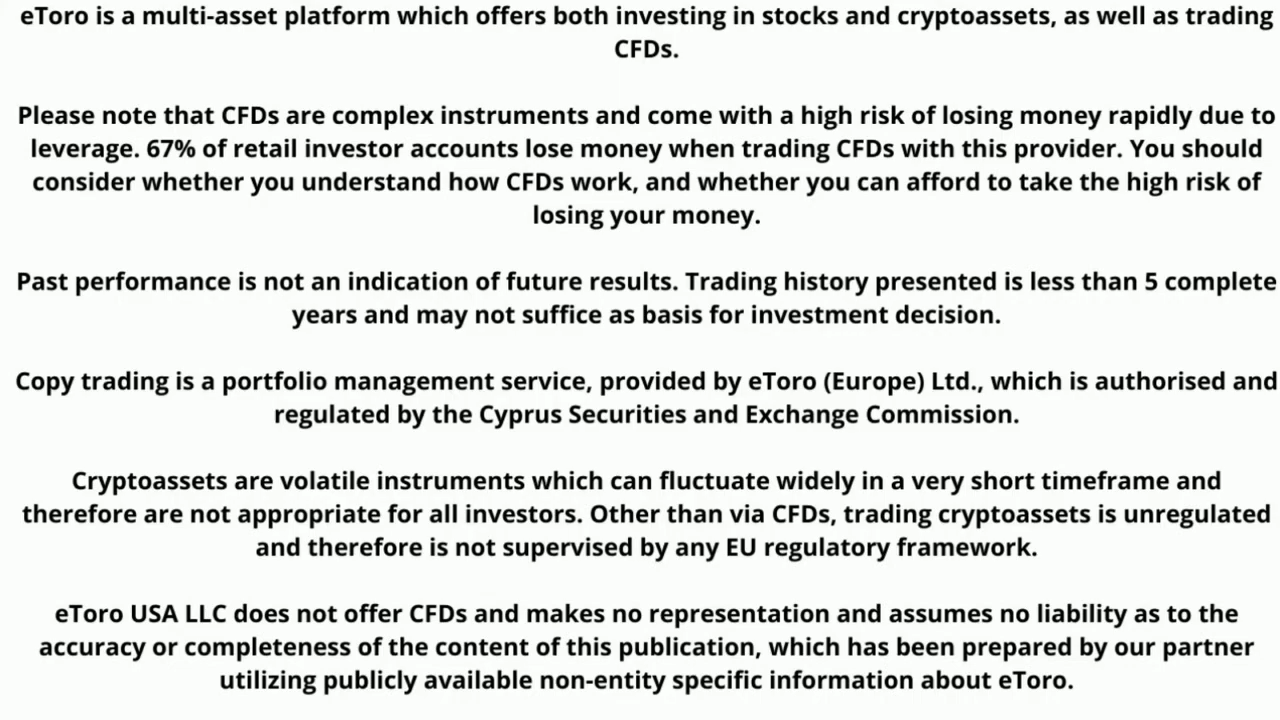 eToro is a multi-asset platform which offers both investing in stocks and cryptoassets, as well as trading
CFDs.
Please note that CFDs are complex instruments and come with a high risk of losing money rapidly due to
leverage. 67% of retail investor accounts lose money when trading CFDs with this provider. You should
consider whether you understand how CFDs work, and whether you can afford to take the high risk of
losing your money.
Past performance is not an indication of future results. Trading history presented is less than 5 complete
years and may not suffice as basis for investment decision.
Copy trading is a portfolio management service, provided by eToro (Europe) Ltd., which is authorised and
regulated by the Cyprus Securities and Exchange Commission.
Cryptoassets are volatile instruments which can fluctuate widely in a very short timeframe and
therefore are not appropriate for all investors. Other than via CFDs, trading cryptoassets is unregulated
and therefore is not supervised by any EU regulatory framework.
eToro USA LLC does not offer CFDs and makes no representation and assumes no liability as to the
accuracy or completeness of the content of this publication, which has been prepared by our partner
utilizing publicly available non-entity specific information about eToro.